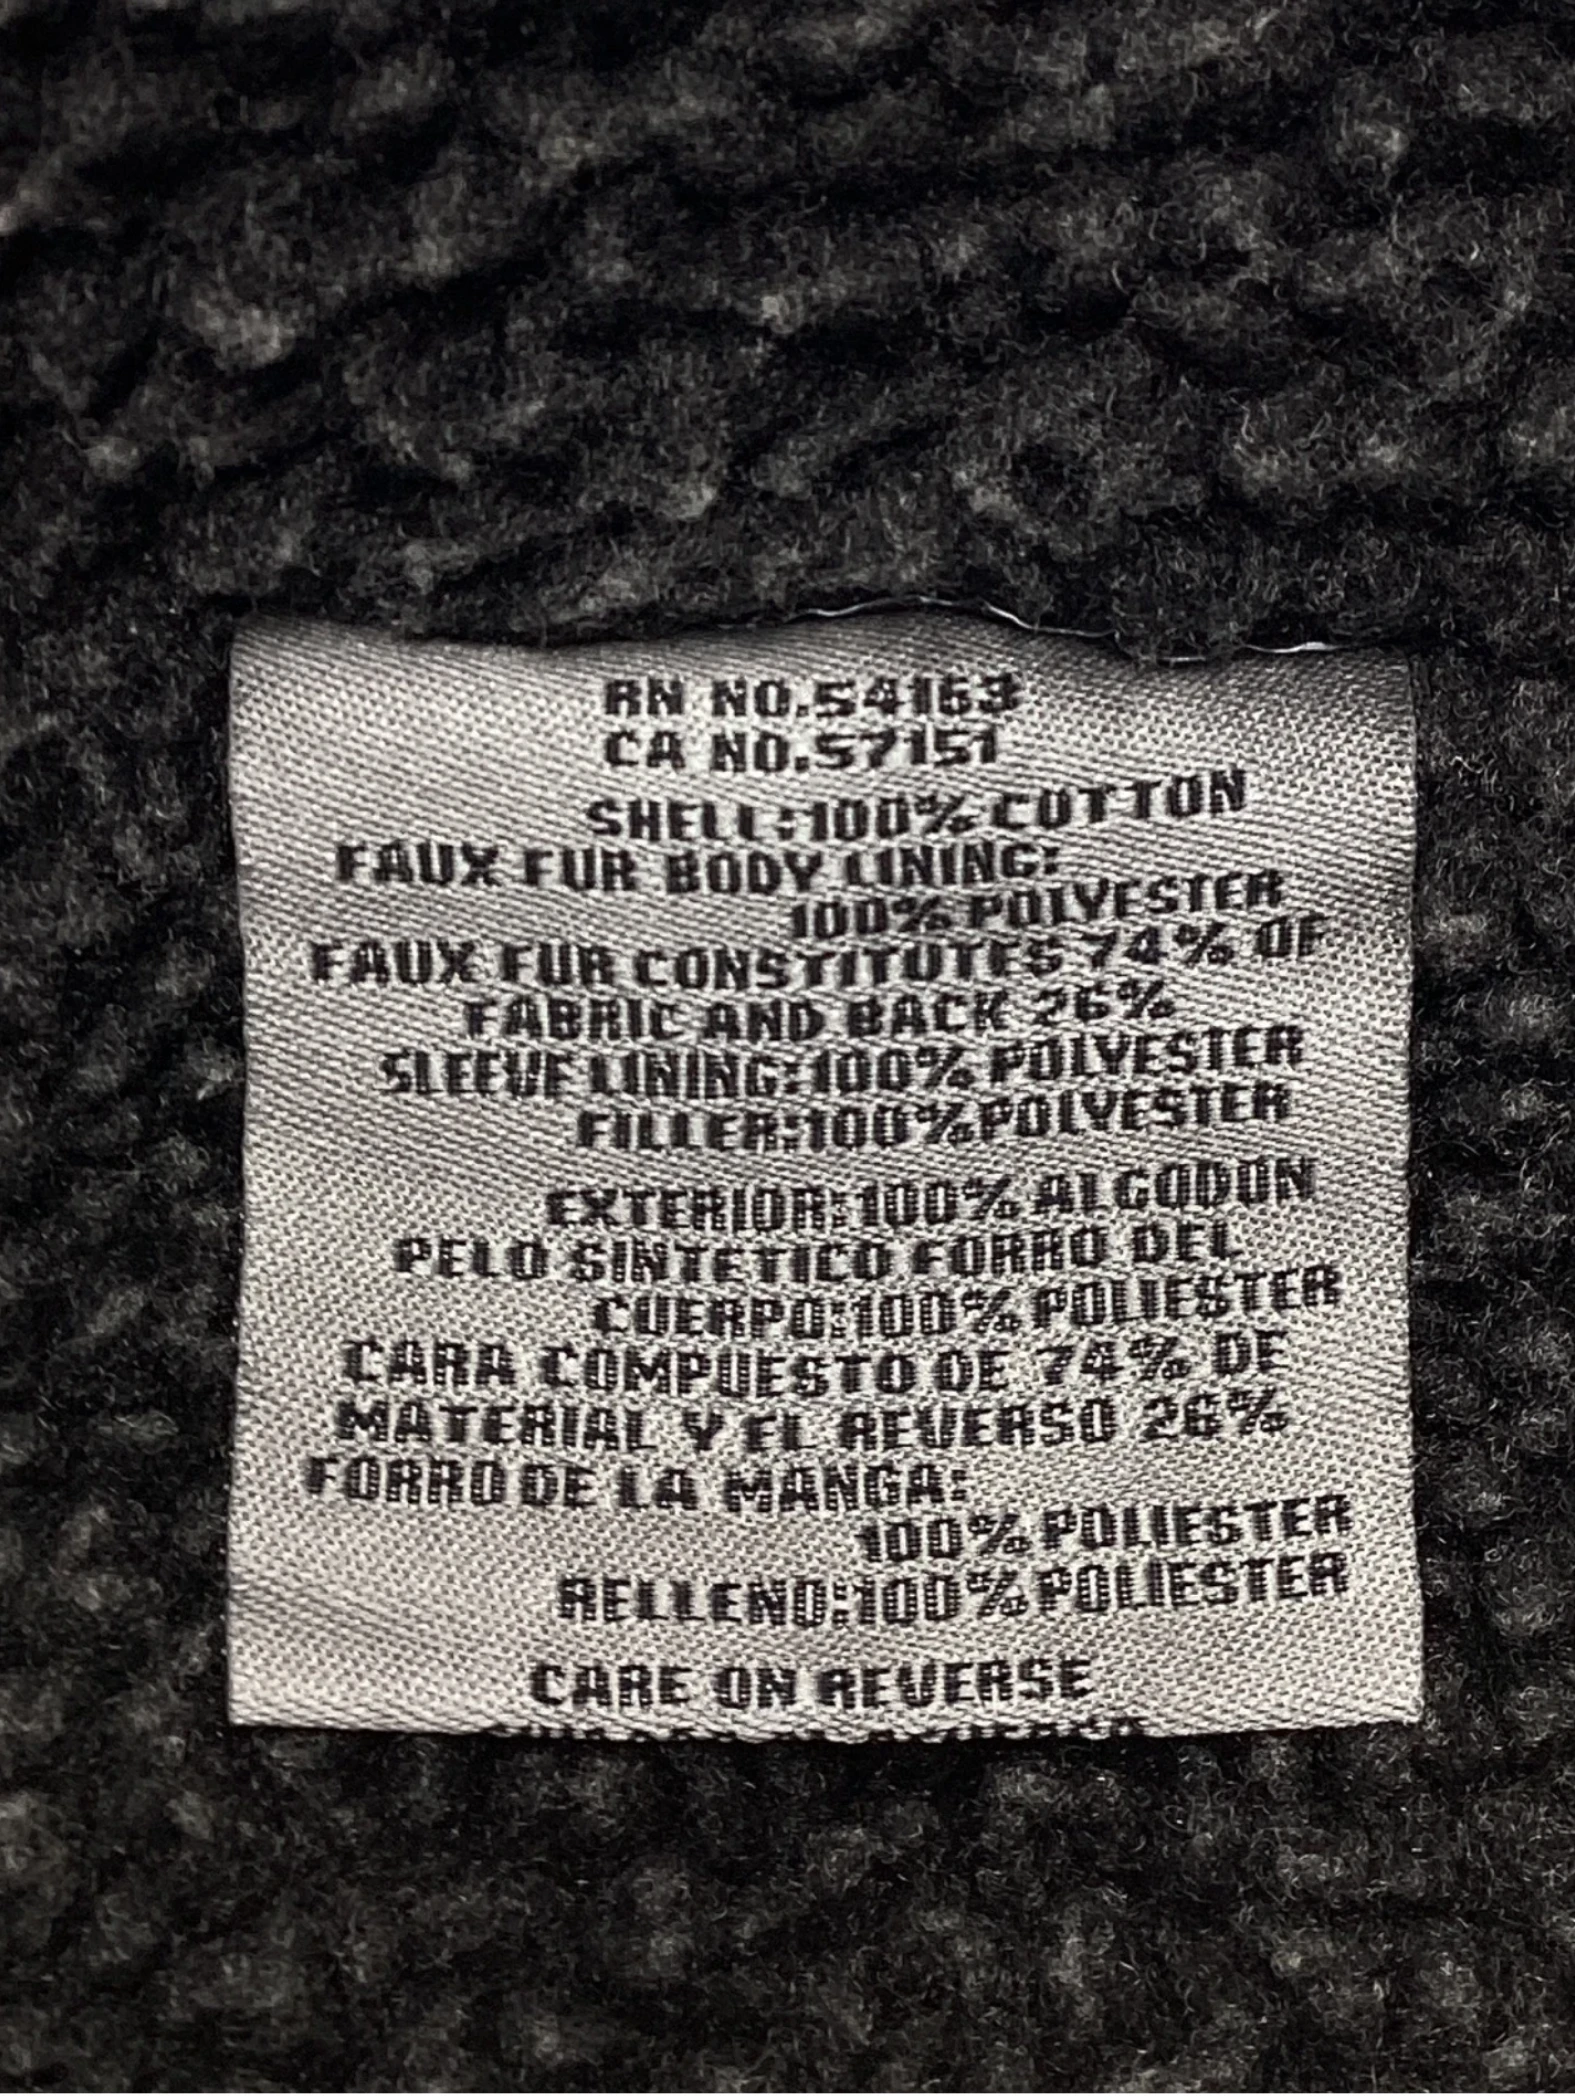 RN NO.54163
CA NO.57151
SHELL:100% COTTON
FAUX FUR BODY LINING:
100% POLYESTER
FAUX FUR CONSTITUTES 74% OF
FABRIC AND BACK 26%
SLEEVE LINING:100% POLYESTER
FILLER:100% POLYESTER
EXTERIOR:100% ALGODON
PELO SINTETICO FORRO DEL
CUERPO:100% POLIESTER
CARA COMPUESTO DE 74% DE
MATERIAL Y EL REVERSO 26%
FORRO DE LA MANGA:
100% POLIESTER
RELLENO:100% POLIESTER
CARE ON REVERSE